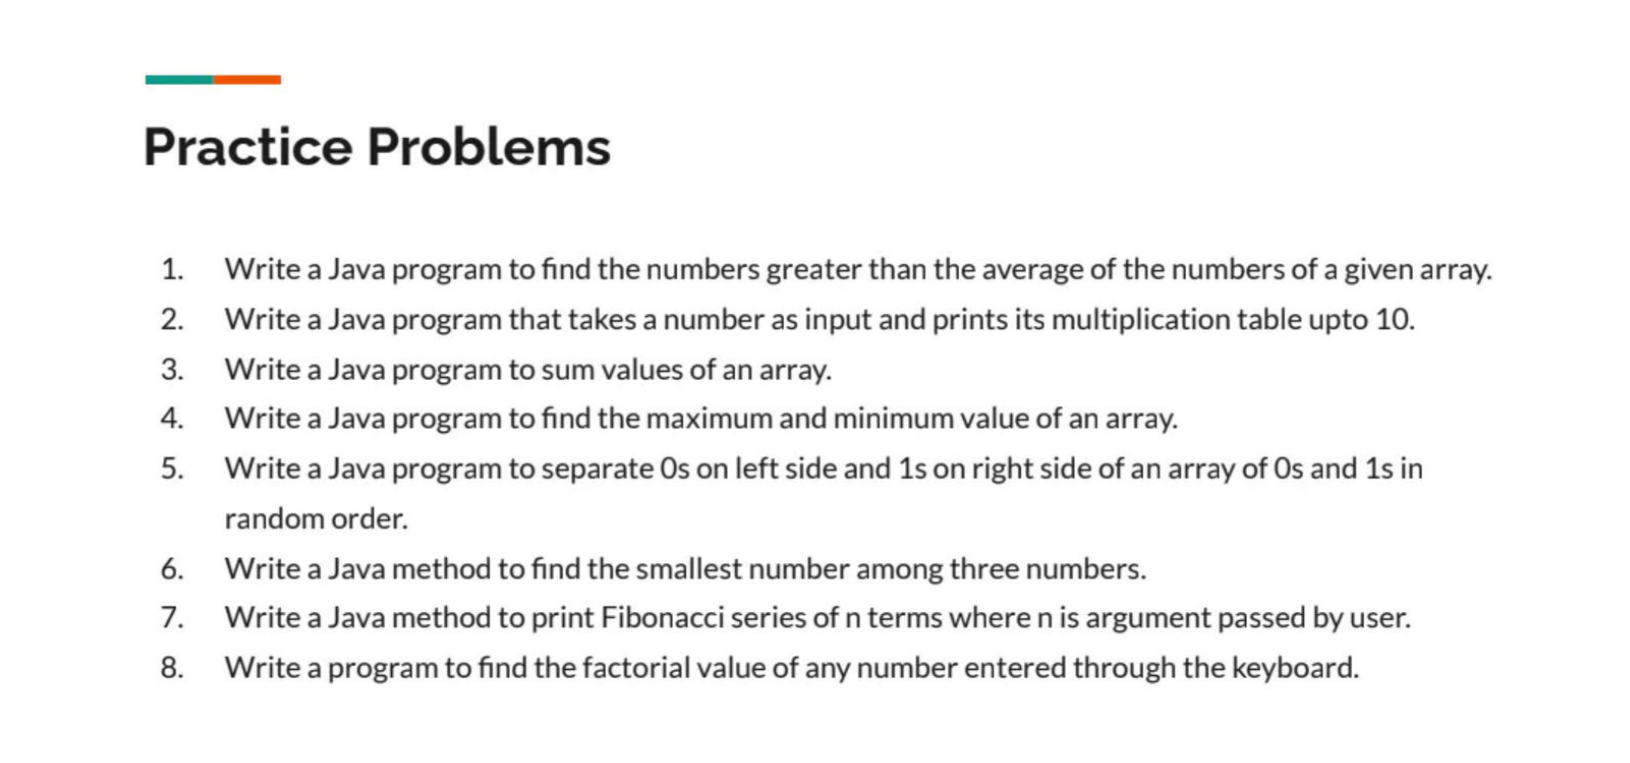 Practice Problems
1. Write a Java program to find the numbers greater than the average of the numbers of a given array.
2. Write a Java program that takes a number as input and prints its multiplication table upto 10.
3. Write a Java program to sum values of an array.
4. Write a Java program to find the maximum and minimum value of an array.
5. Write a Java program to separate 0s on left side and 1s on right side of an array of 0s and 1s in
random order.
6. Write a Java method to find the smallest number among three numbers.
7. Write a Java method to print Fibonacci series of n terms where n is argument passed by user.
8. Write a program to find the factorial value of any number entered through the keyboard.